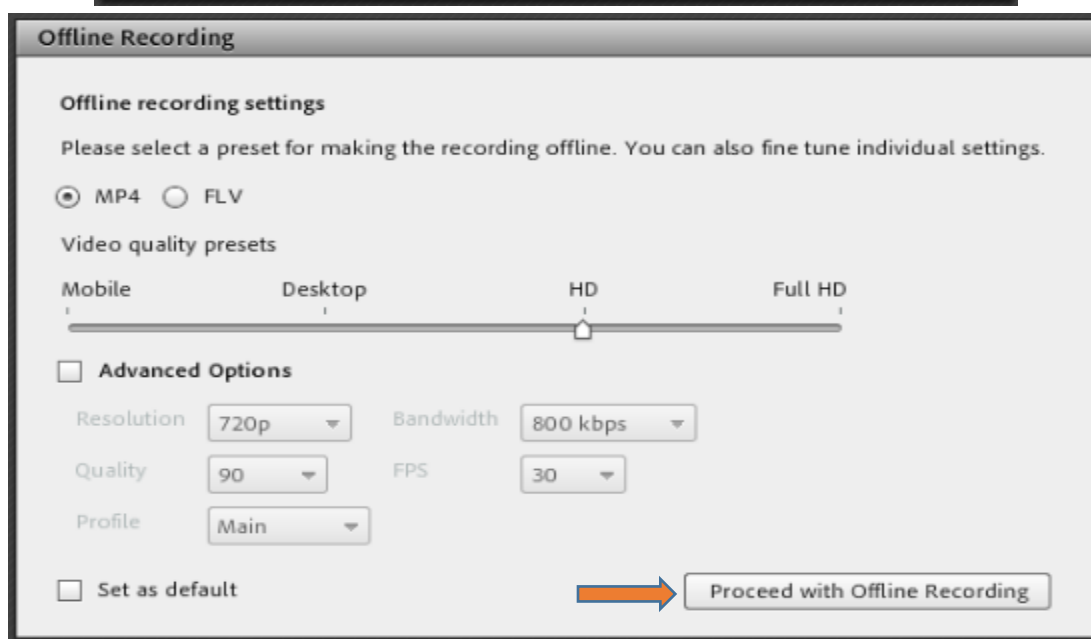 Offline Recording
Offline recording settings
Please select a preset for making the recording offline. You can also fine tune individual settings.
MP4 FLV
Video quality presets
Mobile Desktop HD Full HD
Advanced Options
Resolution 720p Bandwidth 800 kbps
Quality 90 FPS 30
Profile Main
Set as default Proceed with Offline Recording